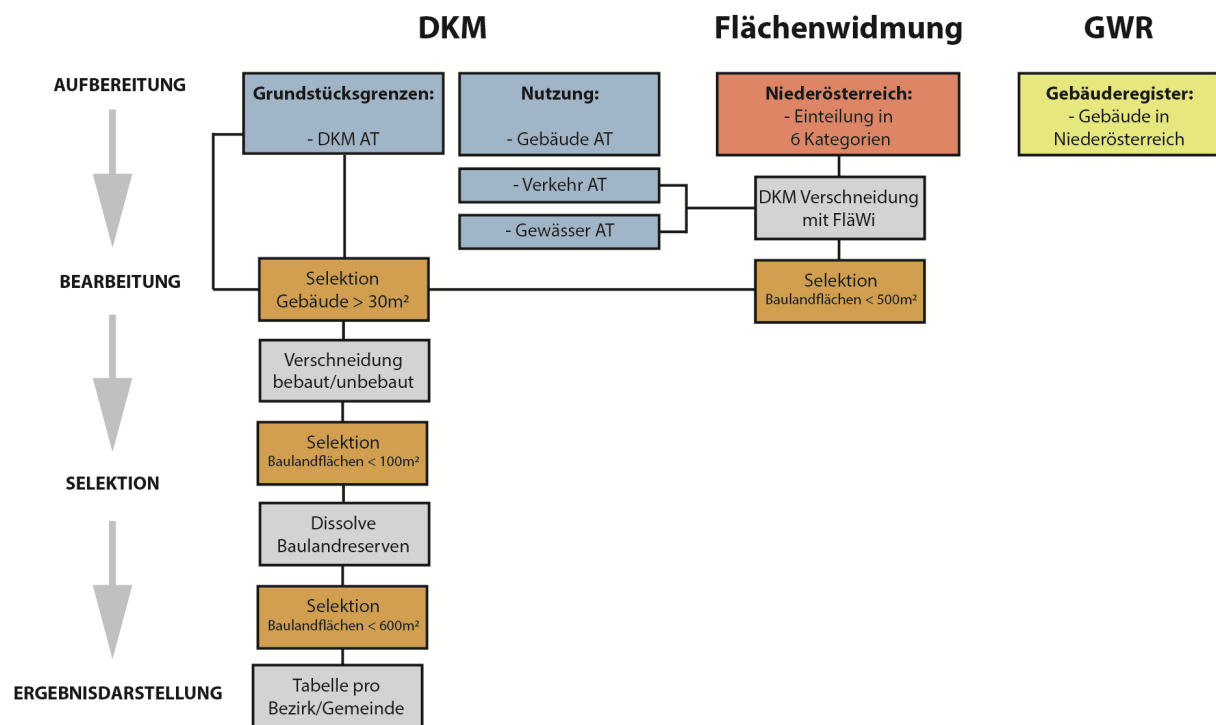 DKM
Flächenwidmung
GWR
AUFBEREITUNG
Grundstücksgrenzen:
- DKM AT
Nutzung:
- Gebäude AT
- Verkehr AT
- Gewässer AT
Niederösterreich:
- Einteilung in
6 Kategorien
Gebäuderegister:
- Gebäude in
Niederösterreich
DKM Verschneidung
mit FläWi
BEARBEITUNG
Selektion
Gebäude > 30m²
Selektion
Baulandflächen < 500m²
Verschneidung
bebaut/unbebaut
Selektion
Baulandflächen < 100m²
SELEKTION
Dissolve
Baulandreserven
Selektion
Baulandflächen < 600m²
ERGEBNISDARSTELLUNG
Tabelle pro
Bezirk/Gemeinde